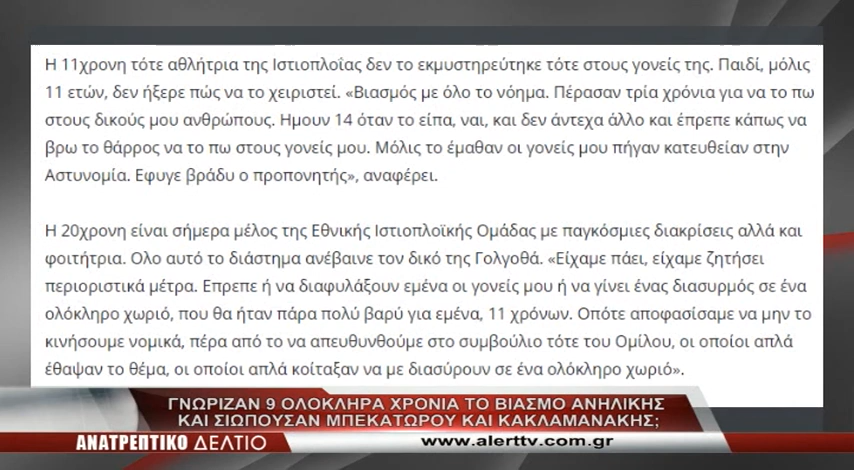 Η 11χρονη τότε αθλήτρια της Ιστιοπλοΐας δεν το εκμυστηρεύτηκε τότε στους γονείς της. Παιδί, μόλις
11 ετών, δεν ήξερε πώς να το χειριστεί. «Βιασμός με όλο το νόημα. Πέρασαν τρία χρόνια για να το πω
στους δικούς μου ανθρώπους. Ημουν 14 όταν το είπα, ναι, και δεν άντεχα άλλο και έπρεπε κάπως να
βρω το θάρρος να το πω στους γονείς μου. Μόλις το έμαθαν οι γονείς μου πήγαν κατευθείαν στην
Αστυνομία. Εφυγε βράδυ ο προπονητής», αναφέρει.
Η 20χρονη είναι σήμερα μέλος της Εθνικής Ιστιοπλοϊκής Ομάδας με παγκόσμιες διακρίσεις αλλά και
φοιτήτρια. Ολο αυτό το διάστημα ανέβαινε τον δικό της Γολγοθά. «Είχαμε πάει, είχαμε ζητήσει
περιοριστικά μέτρα. Επρεπε ή να διαφυλάξουν εμένα οι γονείς μου ή να γίνει ένας διασυρμός σε ένα
ολόκληρο χωριό, που θα ήταν πάρα πολύ βαρύ για εμένα, 11 χρόνων. Οπότε αποφασίσαμε να μην το
κινήσουμε νομικά, πέρα από το να απευθυνθούμε στο συμβούλιο τότε του Ομίλου, οι οποίοι απλά
έθαψαν το θέμα, οι οποίοι απλά κοίταξαν να με διασύρουν σε ένα ολόκληρο χωριό».
ΓΝΩΡΙΖΑΝ 9 ΟΛΟΚΛΗΡΑ ΧΡΟΝΙΑ ΤΟ ΒΙΑΣΜΟ ΑΝΗΛΙΚΗΣ
ΚΑΙ ΣΙΩΠΟΥΣΑΝ ΜΠΕΚΑΤΩΡΟΥ ΚΑΙ ΚΑΚΛΑΜΑΝΑΚΗΣ;
ΑΝΑΤΡΕΠΤΙΚΟ ΔΕΛΤΙΟ www.alerttv.com.gr